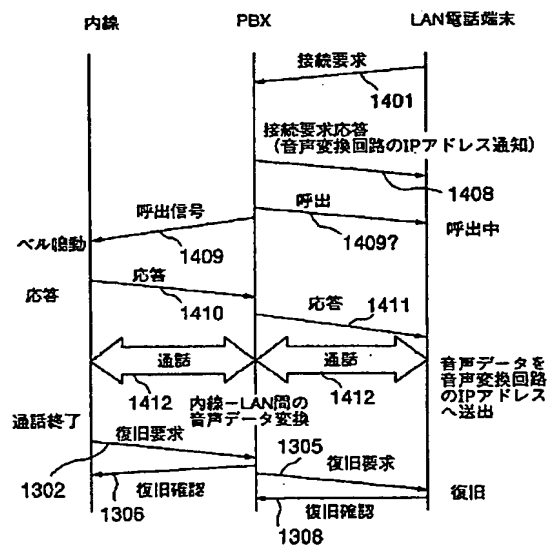 内線
PBX
LAN電話端末
接続要求
1401
接続要求応答
(音声変換回路のIPアドレス通知)
1408
呼出信号
呼出
ベル鳴動
1409
1409?
呼出中
応答
応答
1410
応答
1411
通話
通話
音声データを
音声変換回路
のIPアドレス
へ送出
1412
1412
内線-LAN間の
音声データ変換
通話終了
復旧要求
1305
復旧要求
1302
1306
復旧確認
復旧確認
1308
復旧